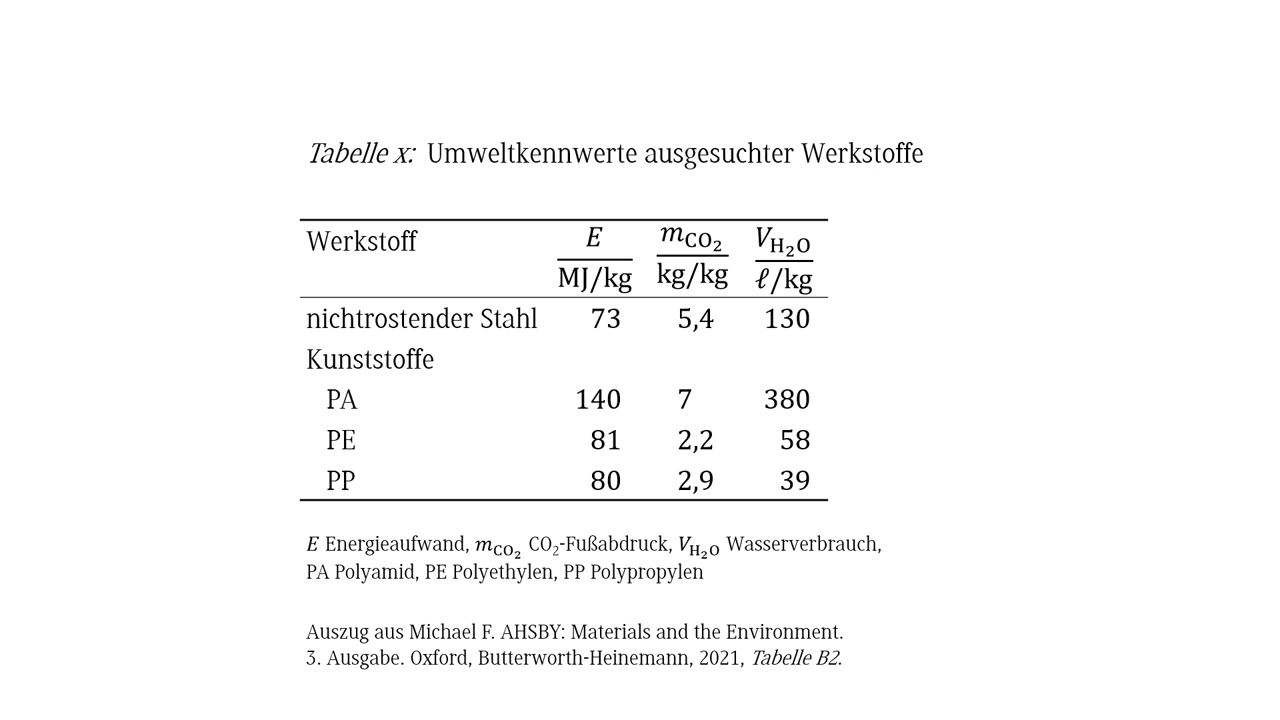 Tabelle x: Umweltkennwerte ausgesuchter Werkstoffe
Werkstoff E/MJ/kg m_CO₂/kg/kg V_H₂O/ℓ/kg
nichtrostender Stahl 73 5,4 130
Kunststoffe
PA 140 7 380
PE 81 2,2 58
PP 80 2,9 39
E Energieaufwand, m_CO₂ CO₂-Fußabdruck, V_H₂O Wasserverbrauch,
PA Polyamid, PE Polyethylen, PP Polypropylen
Auszug aus Michael F. AHSBY: Materials and the Environment.
3. Ausgabe. Oxford, Butterworth-Heinemann, 2021, Tabelle B2.